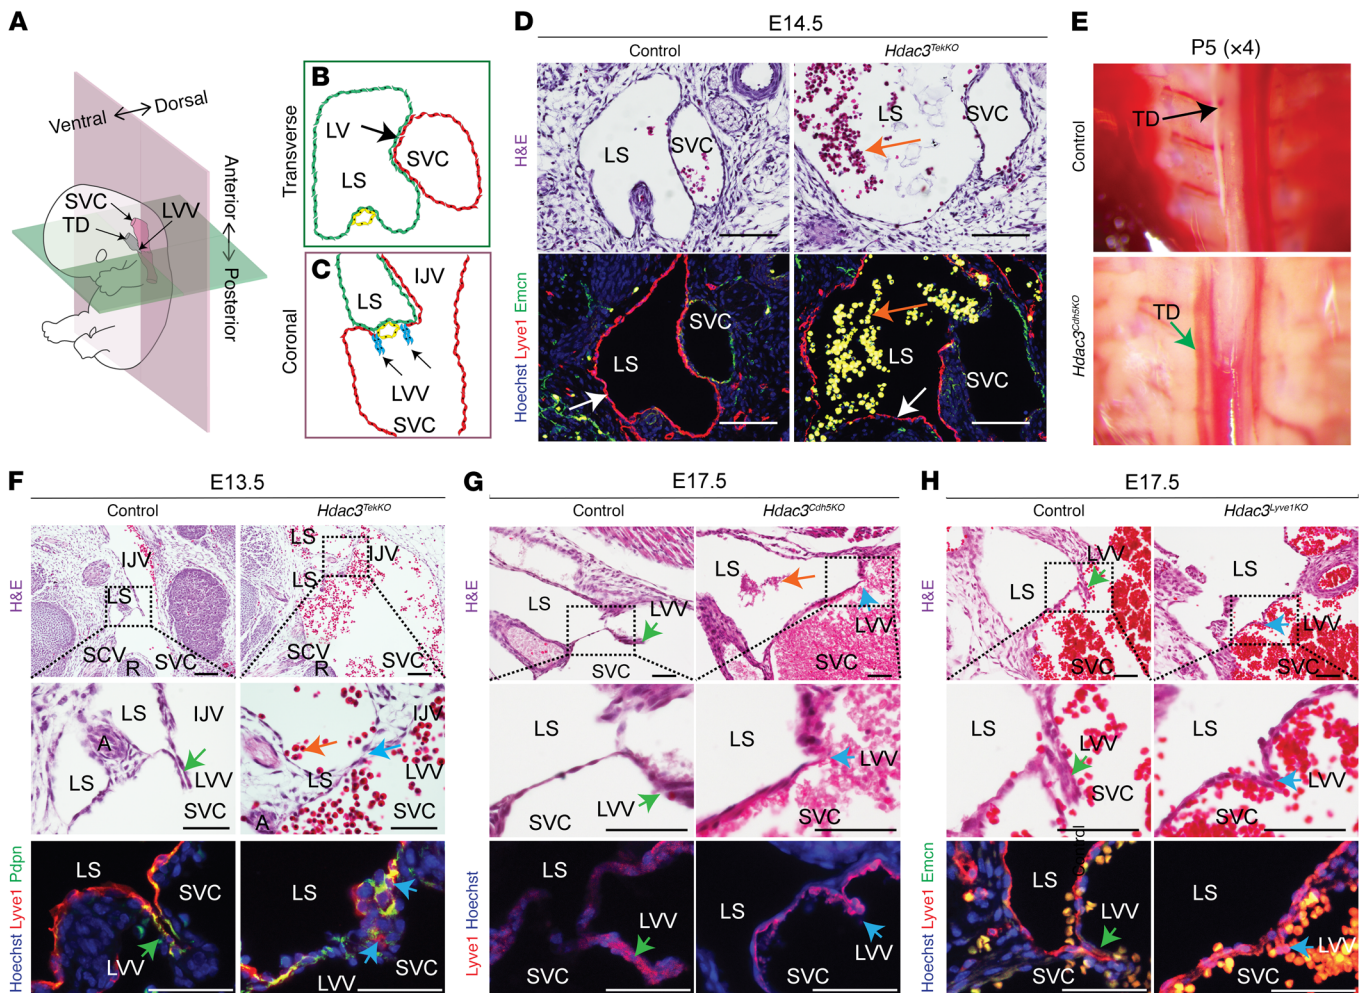 A
Ventral
Dorsal
Anterior
Posterior
SVC
TD
LVV
B
Transverse
LV
SVC
LS
C
Coronal
IJV
LS
LVV
SVC
D
E14.5
Control
Hdac3TekKO
H&E
LS
SVC
LS
SVC
Hoechst Lyve1 Emcn
LS
SVC
LS
SVC
E
P5 (×4)
Control
TD
Hdac3Cdh5KO
TD
F
E13.5
Control
Hdac3TekKO
H&E
IJV
LS
SCV
R
SVC
LS
IJV
LS
SCV
R
SVC
LS
IJV
A
LS
LVV
SVC
IJV
LS
LVV
SVC
A
Hoechst Lyve1 Pdpn
LS
SVC
LVV
LS
SVC
LVV
G
E17.5
Control
Hdac3Cdh5KO
H&E
LS
LVV
SVC
LS
LVV
SVC
LS
LVV
SVC
LS
LVV
SVC
Lyve1 Hoechst
LS
LVV
SVC
LS
LVV
SVC
H
E17.5
Control
Hdac3Lyve1KO
H&E
LVV
LS
SVC
LS
LVV
SVC
LS
LVV
SVC
LS
LVV
SVC
Hoechst Lyve1 Emcn
Control
LS
LVV
SVC
LS
LVV
SVC